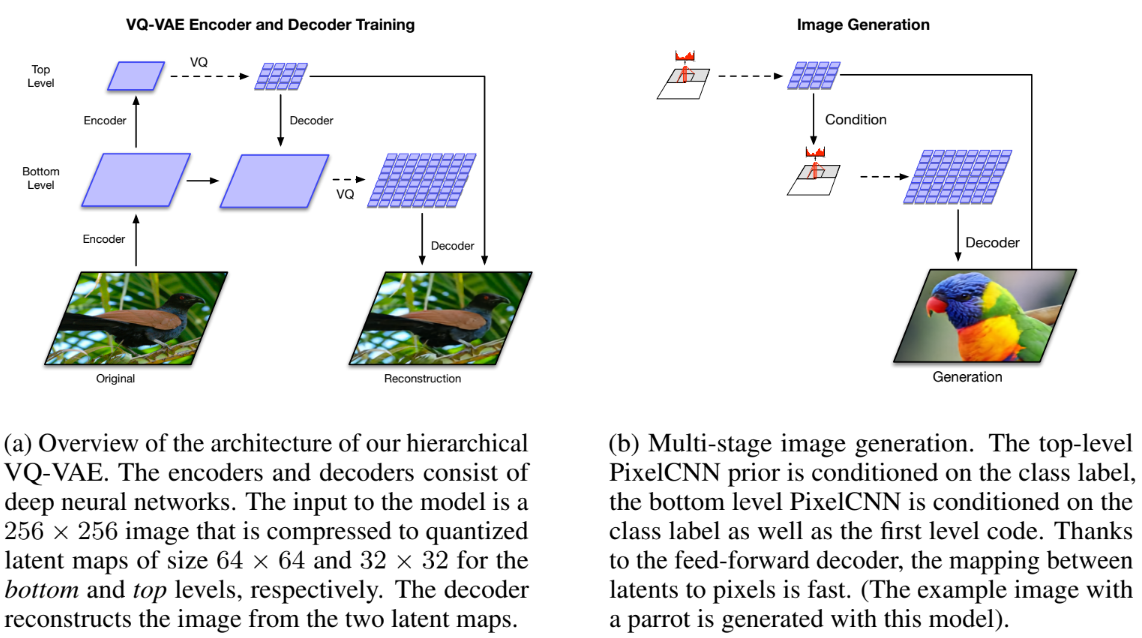 VQ-VAE Encoder and Decoder Training
Top
Level
VQ
Encoder
Decoder
Bottom
Level
VQ
Encoder
Decoder
Original
Reconstruction
(a) Overview of the architecture of our hierarchical
VQ-VAE. The encoders and decoders consist of
deep neural networks. The input to the model is a
256 × 256 image that is compressed to quantized
latent maps of size 64 × 64 and 32 × 32 for the
bottom and top levels, respectively. The decoder
reconstructs the image from the two latent maps.
Image Generation
Condition
Decoder
Generation
(b) Multi-stage image generation. The top-level
PixelCNN prior is conditioned on the class label,
the bottom level PixelCNN is conditioned on the
class label as well as the first level code. Thanks
to the feed-forward decoder, the mapping between
latents to pixels is fast. (The example image with
a parrot is generated with this model).